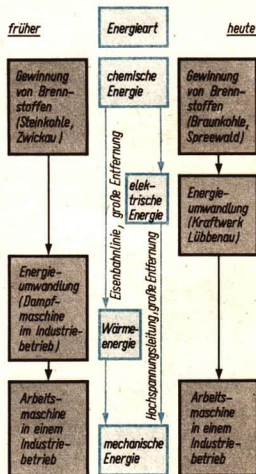 früher
Energieart
heute
Gewinnung
von Brenn-
stoffen
(Steinkohle,
Zwickau)
chemische
Energie
Gewinnung
von Brenn-
stoffen
(Braunkohle,
Spreewald)
Eisenbahnlinie, große Entfernung
elek-
trische
Energie
Energie-
umwandlung
(Kraftwerk
Lübbenau)
Hochspannungsleitung, große Entfernung
Energie-
umwandlung
(Dampf-
maschine
im Industrie-
betrieb)
Wärme-
energie
Arbeits-
maschine
in einem
Industrie-
betrieb
mechanische
Energie
Arbeits-
maschine
in einem
Industrie-
betrieb